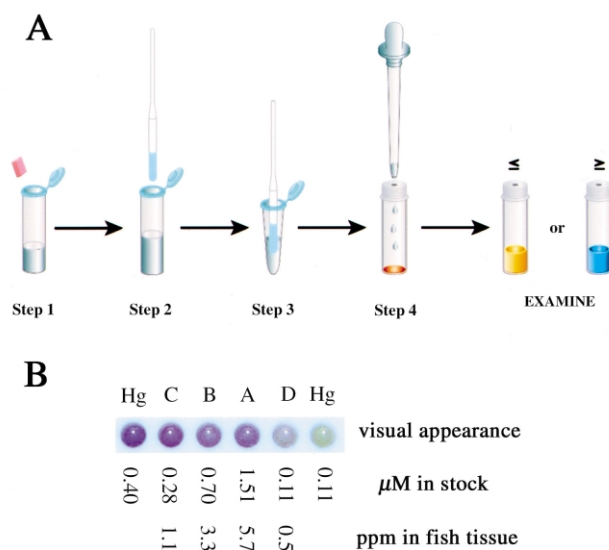 A
≤ ≥
or
Step 1 Step 2 Step 3 Step 4 EXAMINE
B
Hg C B A D Hg
visual appearance
0.40 0.28 0.70 1.51 0.11 0.11 μM in stock
1.1 3.3 5.7 0.5 ppm in fish tissue